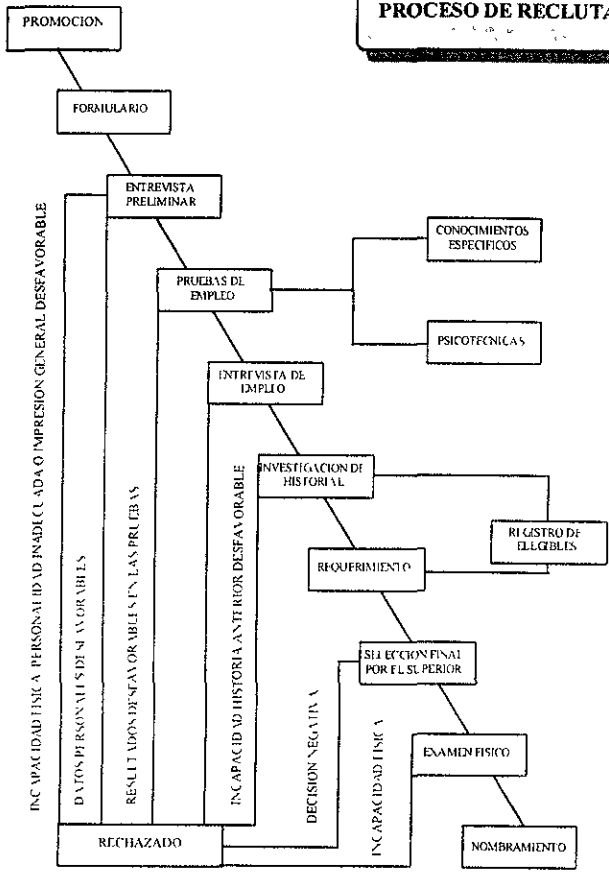 PROCESO DE RECLUTA
PROMOCION
FORMULARIO
ENTREVISTA
PRELIMINAR
PRUEBAS DE
EMPLEO
CONOCIMIENTOS
ESPECIFICOS
PSICOTECNICAS
ENTREVISTA DE
EMPLEO
INVESTIGACION DE
HISTORIAL
REGISTRO DE
ELEGIBLES
REQUERIMIENTO
SELECCION FINAL
POR EL SUPERIOR
EXAMEN FISICO
NOMBRAMIENTO
RECHAZADO
INCAPACIDAD FISICA PERSONALIDAD INADECUADA O IMPRESION GENERAL DESFAVORABLE
DATOS PERSONALES DESFAVORABLES
RESULTADOS DESFAVORABLES EN LAS PRUEBAS
INCAPACIDAD HISTORIA ANTERIOR DESFAVORABLE
DECISION NEGATIVA
INCAPACIDAD FISICA